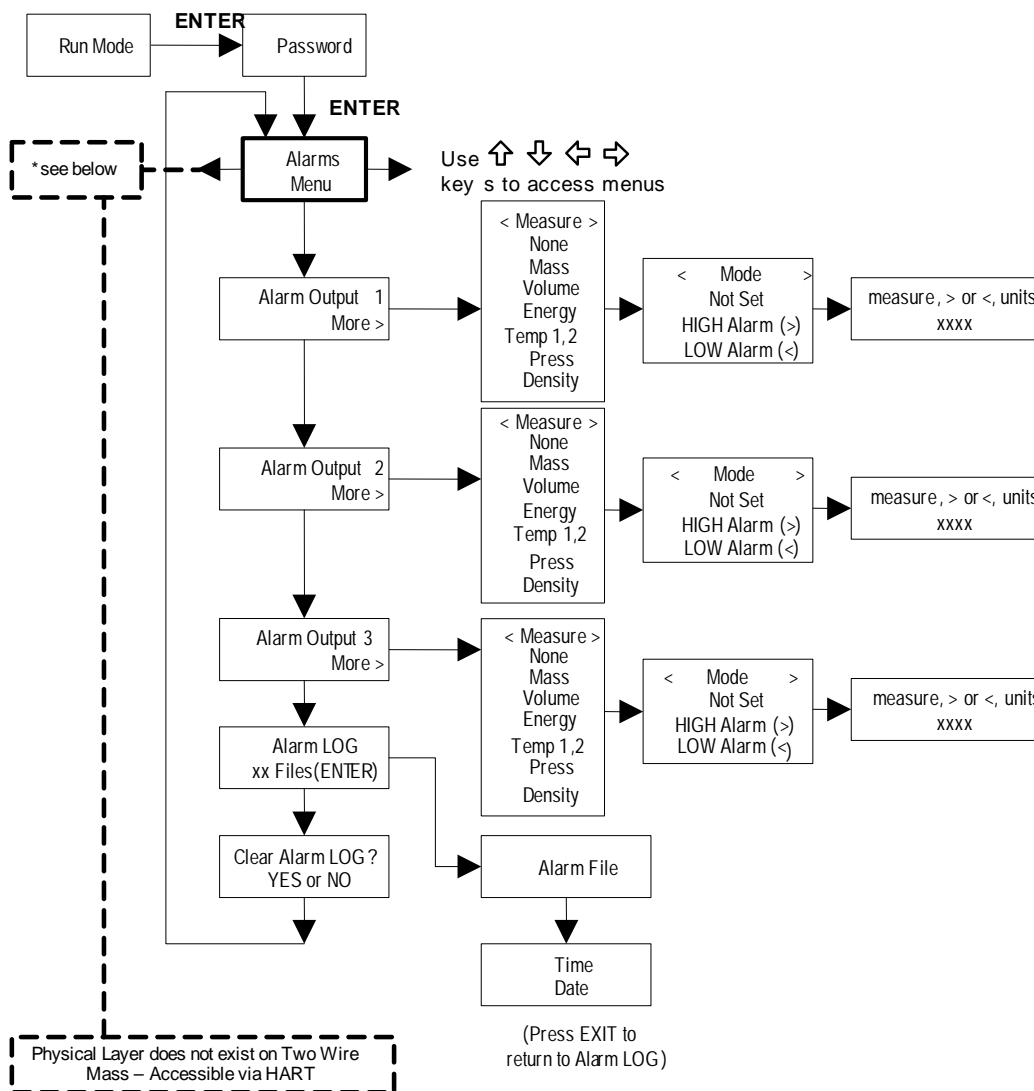 ENTER
Run Mode
Password
ENTER
* see below
Alarms
Menu
Use
key s to access menus
Alarm Output 1
More >
< Measure >
None
Mass
Volume
Energy
Temp 1,2
Press
Density
< Mode >
Not Set
HIGH Alarm (>)
LOW Alarm (<)
measure, > or <, units
xxxx
Alarm Output 2
More >
< Measure >
None
Mass
Volume
Energy
Temp 1,2
Press
Density
< Mode >
Not Set
HIGH Alarm (>)
LOW Alarm (<)
measure, > or <, units
xxxx
Alarm Output 3
More >
< Measure >
None
Mass
Volume
Energy
Temp 1,2
Press
Density
< Mode >
Not Set
HIGH Alarm (>)
LOW Alarm (<)
measure, > or <, units
xxxx
Alarm LOG
xx Files(ENTER)
Clear Alarm LOG ?
YES or NO
Alarm File
Time
Date
(Press EXIT to
return to Alarm LOG)
Physical Layer does not exist on Two Wire
Mass – Accessible via HART